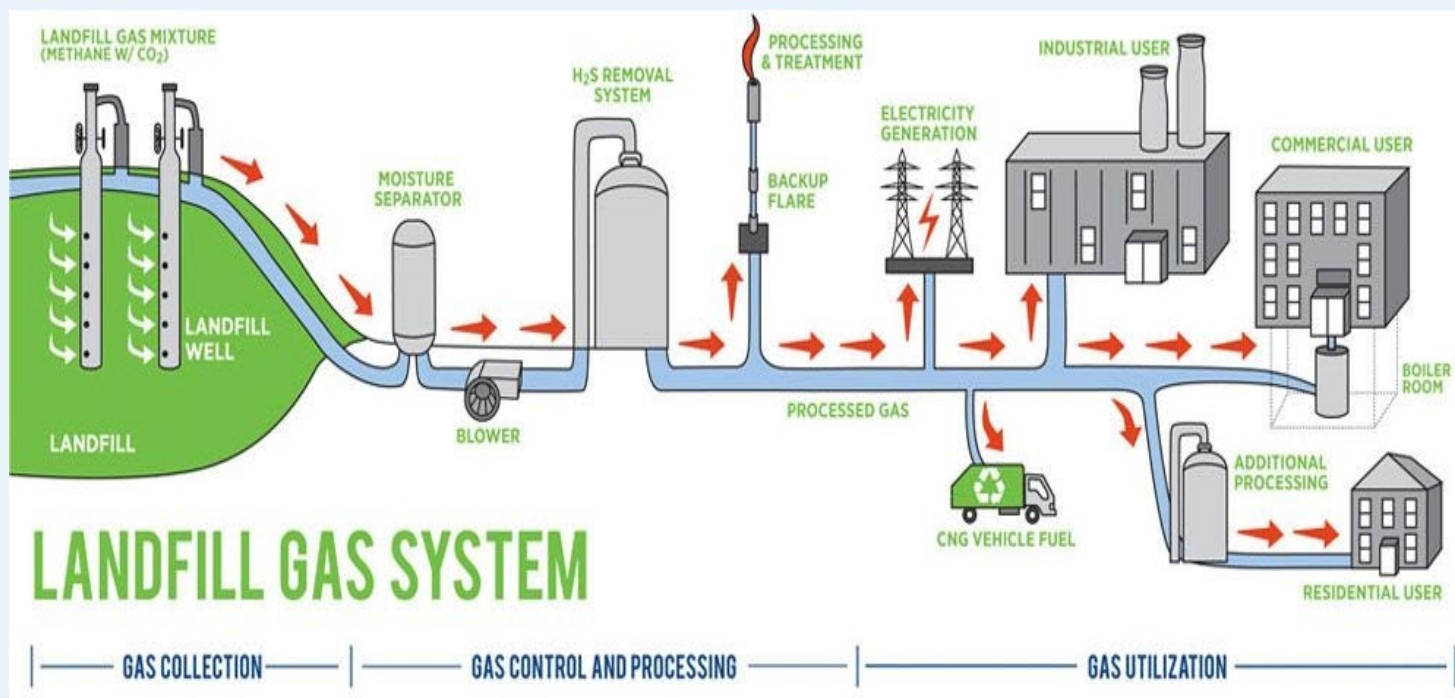 LANDFILL GAS MIXTURE
(METHANE W/ CO₂)
LANDFILL
WELL
LANDFILL
MOISTURE
SEPARATOR
BLOWER
H₂S REMOVAL
SYSTEM
PROCESSING
& TREATMENT
BACKUP
FLARE
PROCESSED GAS
ELECTRICITY
GENERATION
CNG VEHICLE FUEL
INDUSTRIAL USER
COMMERCIAL USER
BOILER
ROOM
ADDITIONAL
PROCESSING
RESIDENTIAL USER
LANDFILL GAS SYSTEM
GAS COLLECTION
GAS CONTROL AND PROCESSING
GAS UTILIZATION